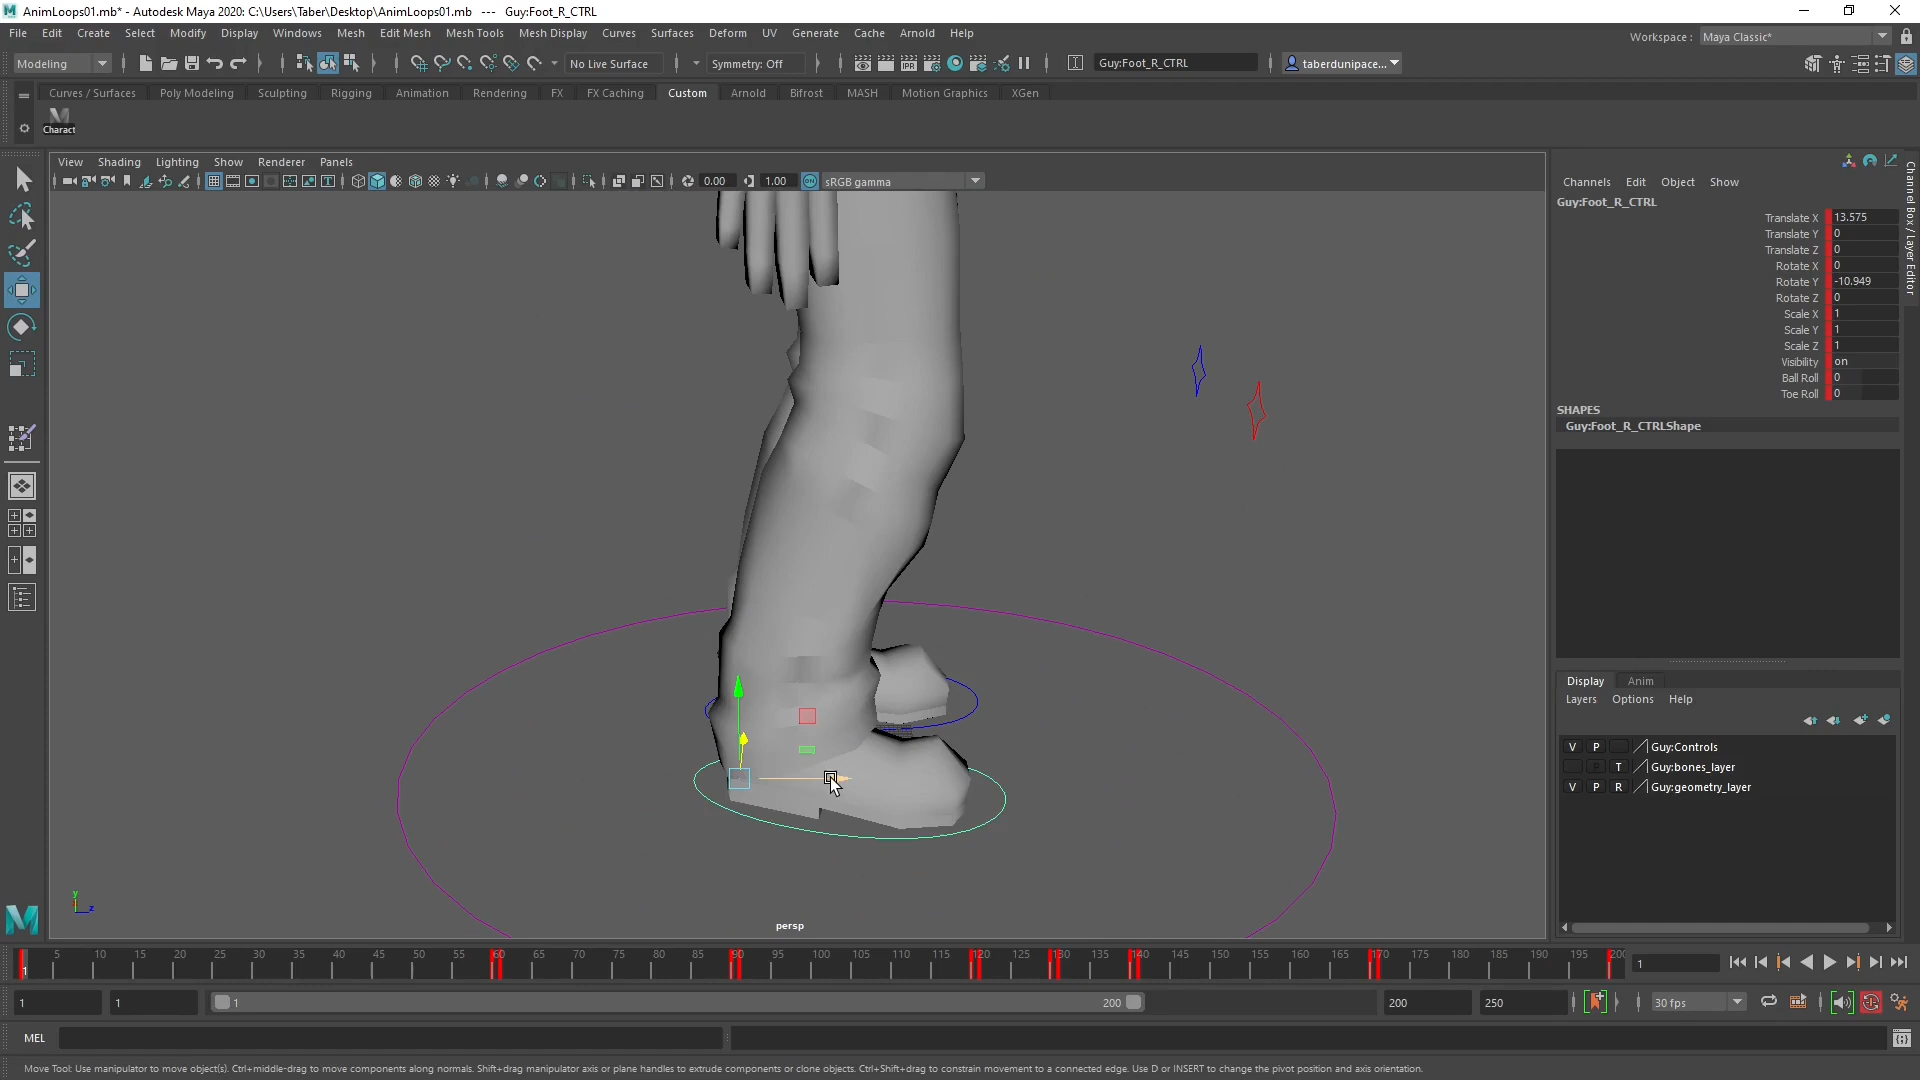 AnimLoops01.mb* - Autodesk Maya 2020: C:\Users\Taber\Desktop\AnimLoops01.mb   ---   Guy:Foot_R_CTRL
File Edit Create Select Modify Display Windows Mesh Edit Mesh Mesh Tools Mesh Display Curves Surfaces Deform UV Generate Cache Arnold Help
Workspace : Maya Classic*
Modeling No Live Surface Symmetry: Off IPR Guy:Foot_R_CTRL taberdunipace...
Curves / Surfaces Poly Modeling Sculpting Rigging Animation Rendering FX FX Caching Custom Arnold Bifrost MASH Motion Graphics XGen
Charact
View Shading Lighting Show Renderer Panels
0.00 1.00 ON sRGB gamma
Channels Edit Object Show
Guy:Foot_R_CTRL
Translate X 13.575
Translate Y 0
Translate Z 0
Rotate X 0
Rotate Y -10.949
Rotate Z 0
Scale X 1
Scale Y 1
Scale Z 1
Visibility on
Ball Roll 0
Toe Roll 0
SHAPES
Guy:Foot_R_CTRLShape
Channel Box / Layer Editor
Display Anim
Layers Options Help
V P Guy:Controls
P T Guy:bones_layer
V P R Guy:geometry_layer
y
z
persp
5 10 15 20 25 30 35 40 45 50 55 60 65 70 75 80 85 90 95 100 105 110 115 120 125 130 135 140 145 150 155 160 165 170 175 180 185 190 195 200
1
1
1 1 1 200 200 250 30 fps
MEL
Move Tool: Use manipulator to move object(s). Ctrl+middle-drag to move components along normals. Shift+drag manipulator axis or plane handles to extrude components or clone objects. Ctrl+Shift+drag to constrain movement to a connected edge. Use D or INSERT to change the pivot position and axis orientation.